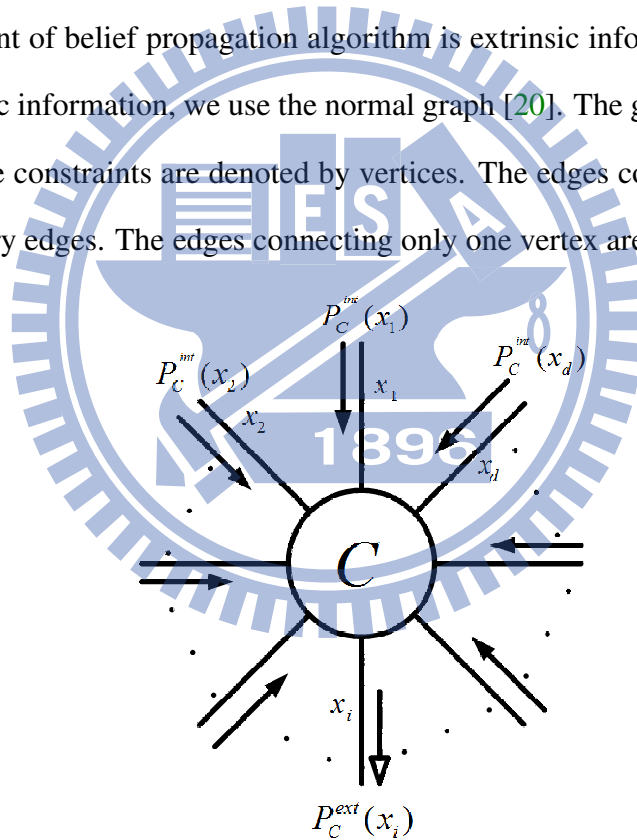 nt of belief propagation algorithm is extrinsic info
c information, we use the normal graph [20]. The g
e constraints are denoted by vertices. The edges co
ry edges. The edges connecting only one vertex are
ES A
P_C^{int}(x_1)
P_C^{int}(x_2)
P_C^{int}(x_d)
x_1
x_2
1896
x_d
C
x_i
P_C^{ext}(x_i)